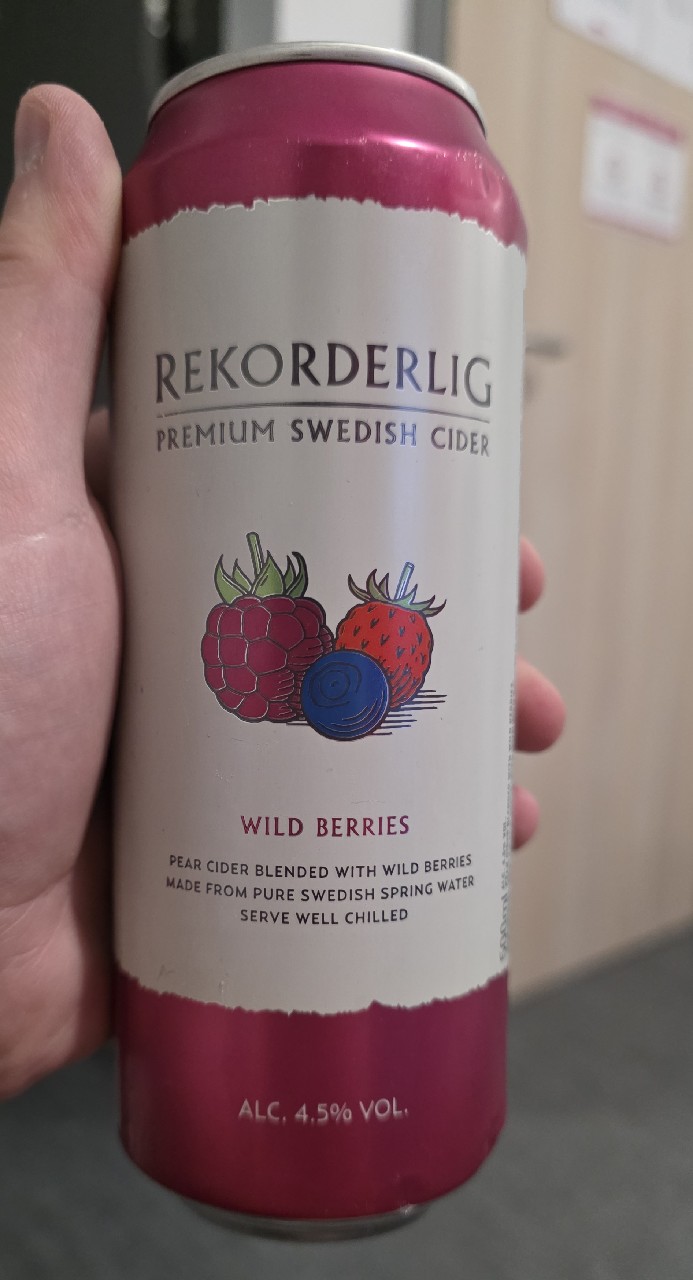 REKORDERLIG
PREMIUM SWEDISH CIDER
WILD BERRIES
PEAR CIDER BLENDED WITH WILD BERRIES
MADE FROM PURE SWEDISH SPRING WATER
SERVE WELL CHILLED
ALC. 4.5% VOL.